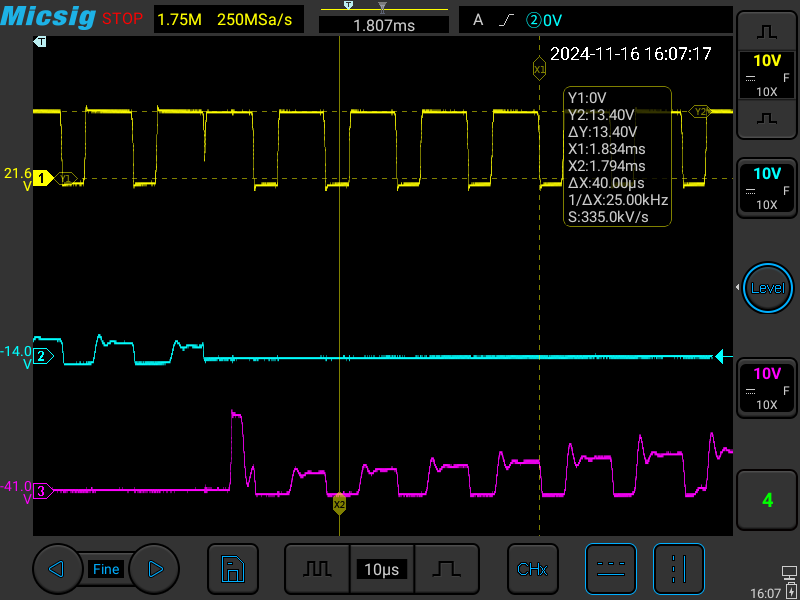 Micsig STOP 1.75M 250MSa/s 1.807ms A 2 0V
T
T
2024-11-16 16:07:17
X1
10V
F
10X
Y1:0V
Y2:13.40V
ΔY:13.40V
X1:1.834ms
X2:1.794ms
ΔX:40.00μs
1/ΔX:25.00kHz
S:335.0kV/s
Y2
21.6
V
1
Y1
10V
F
10X
Level
-14.0
V
2
10V
F
10X
-41.0
V
3
X2
4
Fine
10μs
CHx
16:07